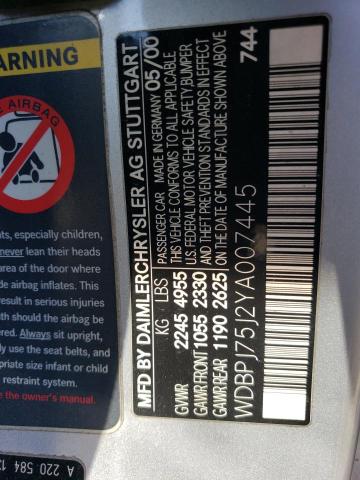 WARNING
AIRBAG
especially children,
never lean their heads
area of the door where
airbag inflates. This
result in serious injuries
should the airbag be
Always sit upright,
use the seat belts, and
size infant or child
restraint system.
the owner's manual.
MFD BY DAIMLERCHRYSLER AG STUTTGART
PASSENGER CAR MADE IN GERMANY 05/00
KG LBS THIS VEHICLE CONFORMS TO ALL APPLICABLE
GVWR 2245 4955 U.S. FEDERAL MOTOR VEHICLE SAFETY BUMPER
GAWR FRONT 1055 2330 AND THEFT PREVENTION STANDARDS IN EFFECT
GAWR REAR 1190 2625 ON THE DATE OF MANUFACTURE SHOWN ABOVE
WDBPJ75J2YA007445 744
A 220 584